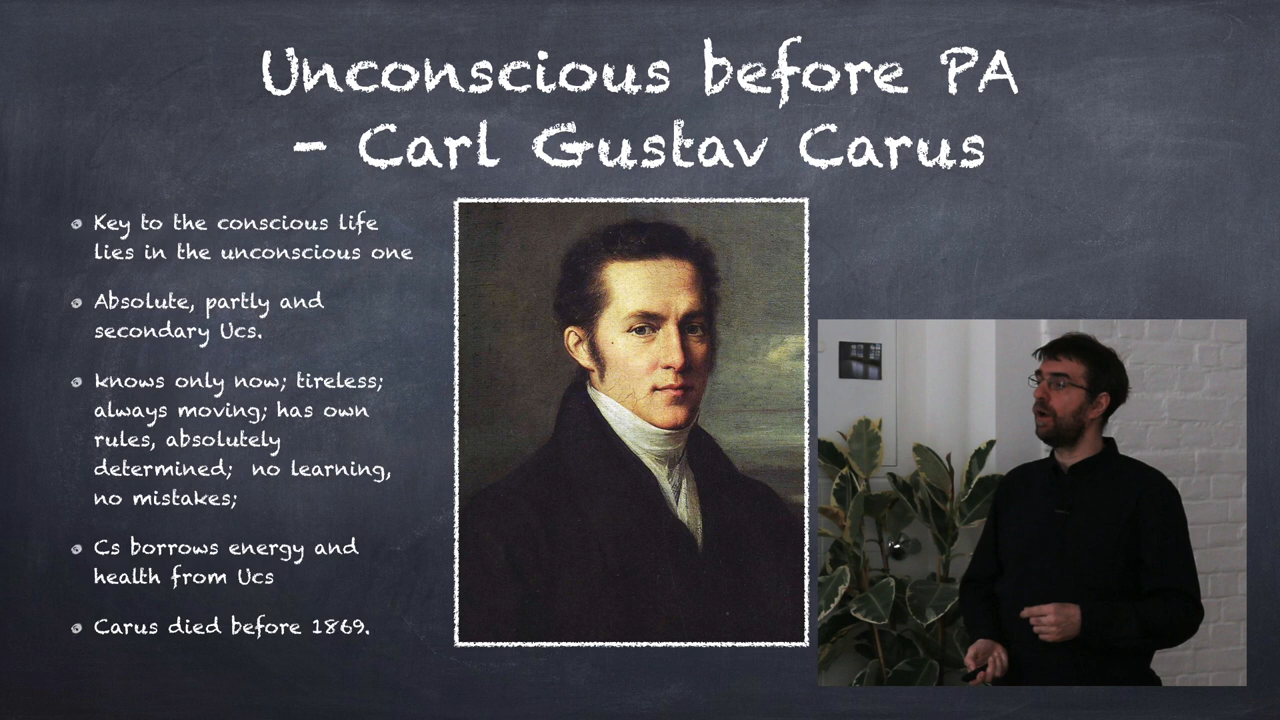 Unconscious before PA
- Carl Gustav Carus
Key to the conscious life
lies in the unconscious one
Absolute, partly and
secondary Ucs.
knows only now; tireless;
always moving; has own
rules, absolutely
determined;  no learning,
no mistakes;
Cs borrows energy and
health from Ucs
Carus died before 1869.